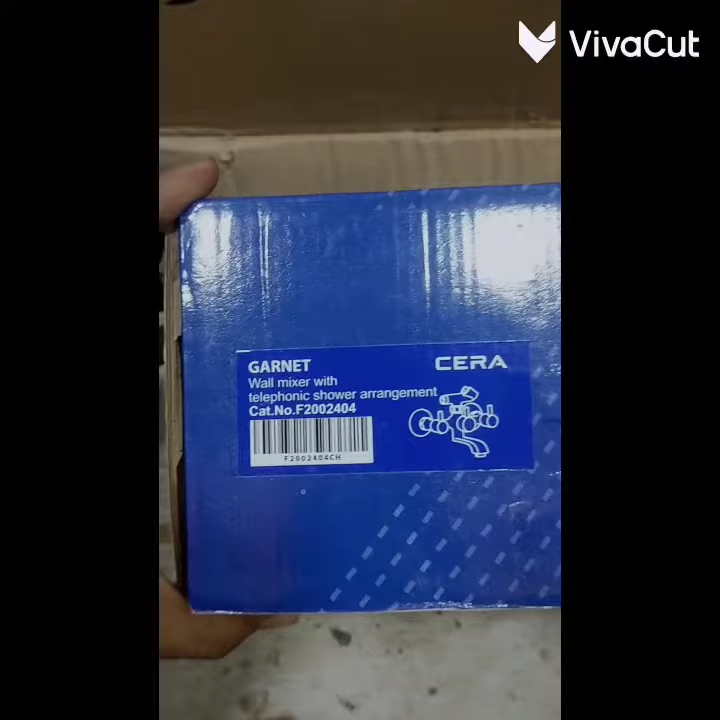 VivaCut
GARNET
CERA
Wall mixer with
telephonic shower arrangement
Cat.No.F2002404
F2002404CH